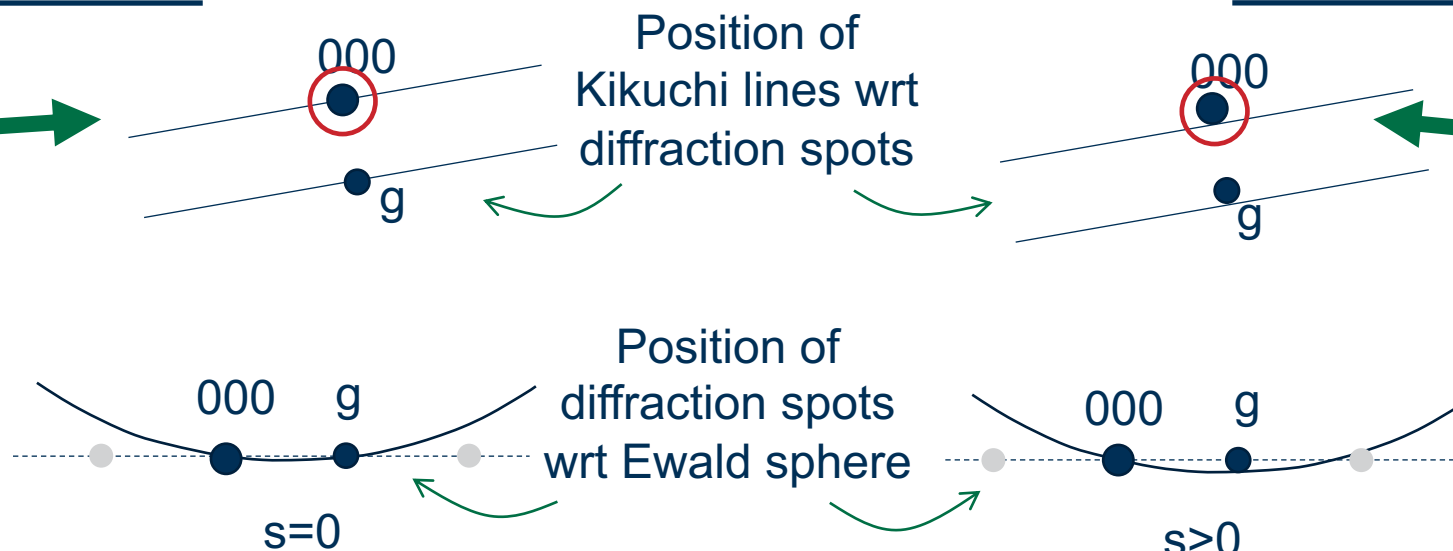 000
Position of
Kikuchi lines wrt
diffraction spots
g
000
g
000
g
Position of
diffraction spots
wrt Ewald sphere
s=0
000
g
s>0